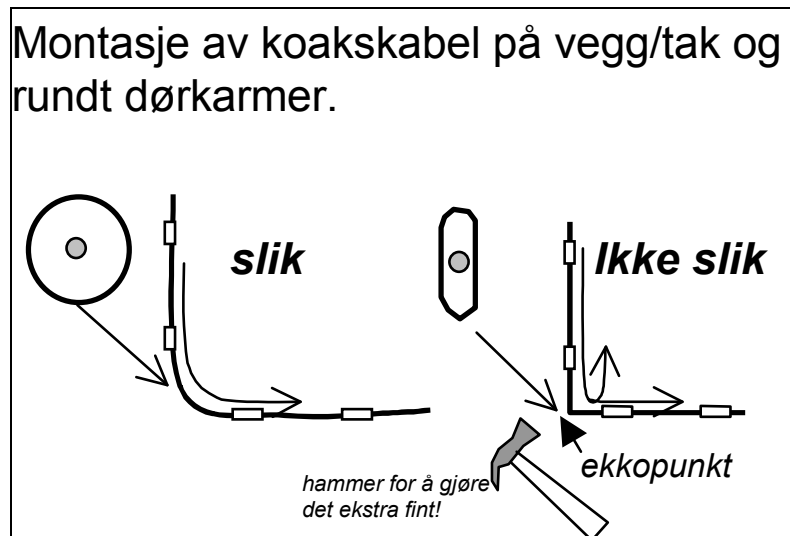 Montasje av koakskabel på vegg/tak og
rundt dørkarmer.
slik
Ikke slik
ekkopunkt
hammer for å gjøre
det ekstra fint!